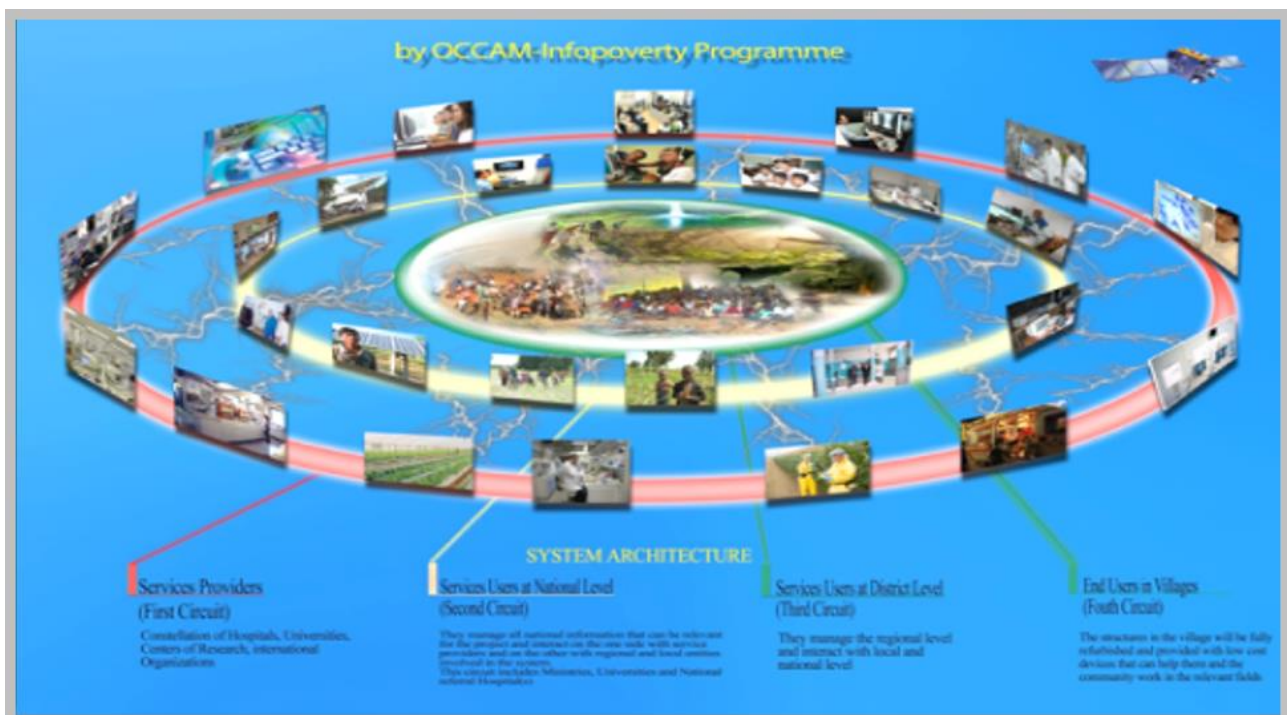 by OCCAM-Infopoverty Programme
SYSTEM ARCHITECTURE
Services Providers
(First Circuit)
Constellation of Hospitals, Universities,
Centers of Research, international
Organizations
Services Users at National Level
(Second Circuit)
They manage all national information that can be relevant
for the project and interact on the one side with service
providers and on the other with regional and local entities
involved in the system.
This circuit includes Ministries, Universities and National
referral Hospital(s)
Services Users at District Level
(Third Circuit)
They manage the regional level
and interact with local and
national level
End Users in Villages
(Fouth Circuit)
The structures in the village will be fully
refurbished and provided with low cost
devices that can help them and the
community work in the relevant fields